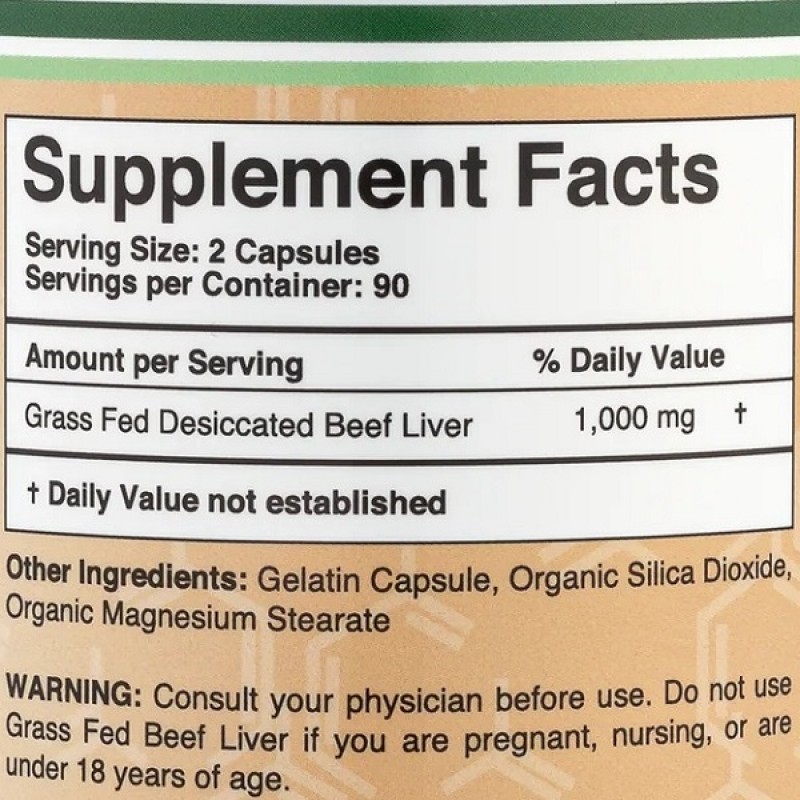 Supplement Facts
Serving Size: 2 Capsules
Servings per Container: 90
Amount per Serving % Daily Value
Grass Fed Desiccated Beef Liver 1,000 mg †
† Daily Value not established
Other Ingredients: Gelatin Capsule, Organic Silica Dioxide,
Organic Magnesium Stearate
WARNING: Consult your physician before use. Do not use
Grass Fed Beef Liver if you are pregnant, nursing, or are
under 18 years of age.